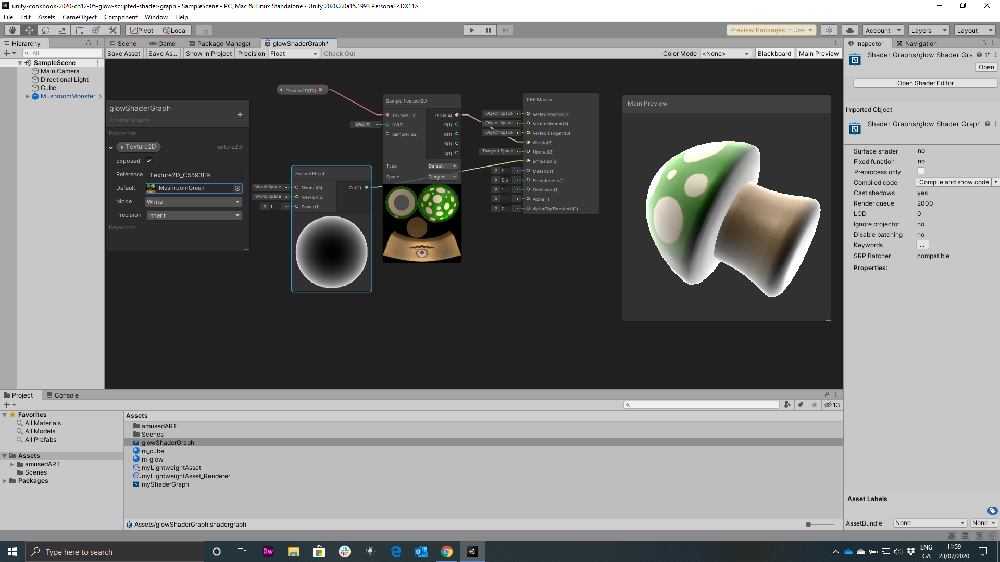 unity-cookbook-2020-ch12-05-glow-scripted-shader-graph - SampleScene - PC, Mac & Linux Standalone - Unity 2020.2.0a15.1993 Personal <DX11>
File Edit Assets GameObject Component Window Help
Pivot Local Preview Packages in Use Account Layers Layout
Hierarchy Scene Game Package Manager glowShaderGraph* Inspector Navigation
All Save Asset Save As... Show In Project Precision Float Check Out Color Mode <None> Blackboard Main Preview
SampleScene
Main Camera
Directional Light
Cube
MushroomMonster
glowShaderGraph
Shader Graphs
Properties
Texture2D Texture2D
Exposed
Reference Texture2D_C5593E9
Default MushroomGreen
Mode White
Precision Inherit
Keywords
Texture2D(T2)
UV0
Sample Texture 2D
Texture(T2) RGBA(4)
UV(2) R(1)
Sampler(SS) G(1)
B(1)
A(1)
Type Default
Space Tangent
Fresnel Effect
World Space Normal(3) Out(1)
World Space View Dir(3)
X 1 Power(1)
PBR Master
Object Space Vertex Position(3)
Object Space Vertex Normal(3)
Object Space Vertex Tangent(3)
Albedo(3)
Tangent Space Normal(3)
Emission(3)
X 0 Metallic(1)
X 0.5 Smoothness(1)
X 1 Occlusion(1)
X 1 Alpha(1)
X 0 AlphaClipThreshold(1)
Main Preview
Shader Graphs/glow Shader Gra
Open
Open Shader Editor
Imported Object
Shader Graphs/glow Shader Graph
Surface shader no
Fixed function no
Preprocess only
Compiled code Compile and show code
Cast shadows yes
Render queue 2000
LOD 0
Ignore projector no
Disable batching no
Keywords ...
SRP Batcher compatible
Properties:
Asset Labels
AssetBundle None None
Project Console
13
Favorites
All Materials
All Models
All Prefabs
Assets
amusedART
Scenes
Packages
Assets
amusedART
Scenes
glowShaderGraph
m_cube
m_glow
myLightweightAsset
myLightweightAsset_Renderer
myShaderGraph
Assets/glowShaderGraph.shadergraph
Type here to search
Dw
ENG
GA
11:59
23/07/2020